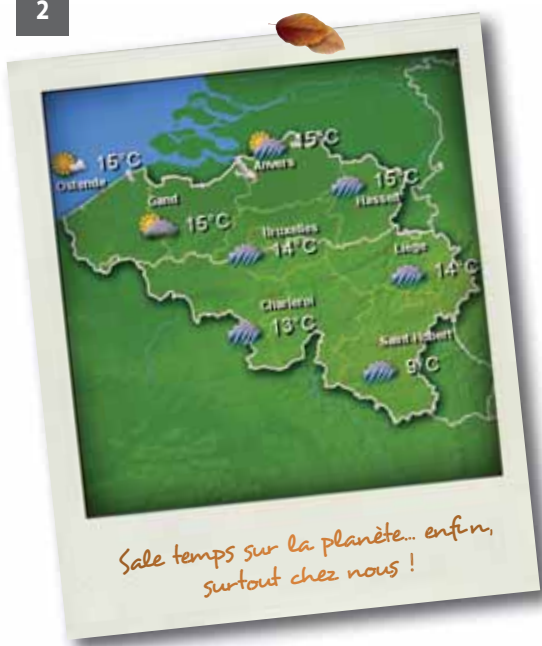 2
15°C
Ostende
15°C
Anvers
15°C
Hasselt
Gand
15°C
Bruxelles
14°C
Liège
14°C
Charleroi
13°C
Saint-Hubert
9°C
Sale temps sur la planète... enfin,
surtout chez nous !